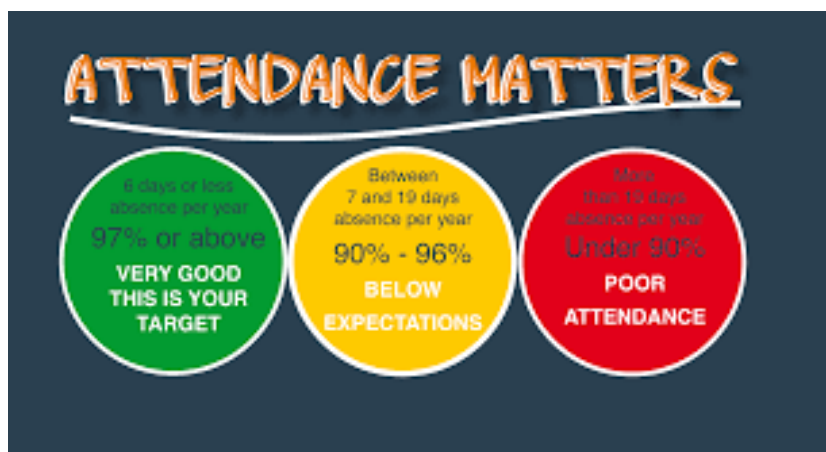 ATTENDANCE MATTERS
6 days or less
absence per year
97% or above
VERY GOOD
THIS IS YOUR
TARGET
Between
7 and 19 days
absence per year
90% - 96%
BELOW
EXPECTATIONS
More
than 19 days
absence per year
Under 90%
POOR
ATTENDANCE